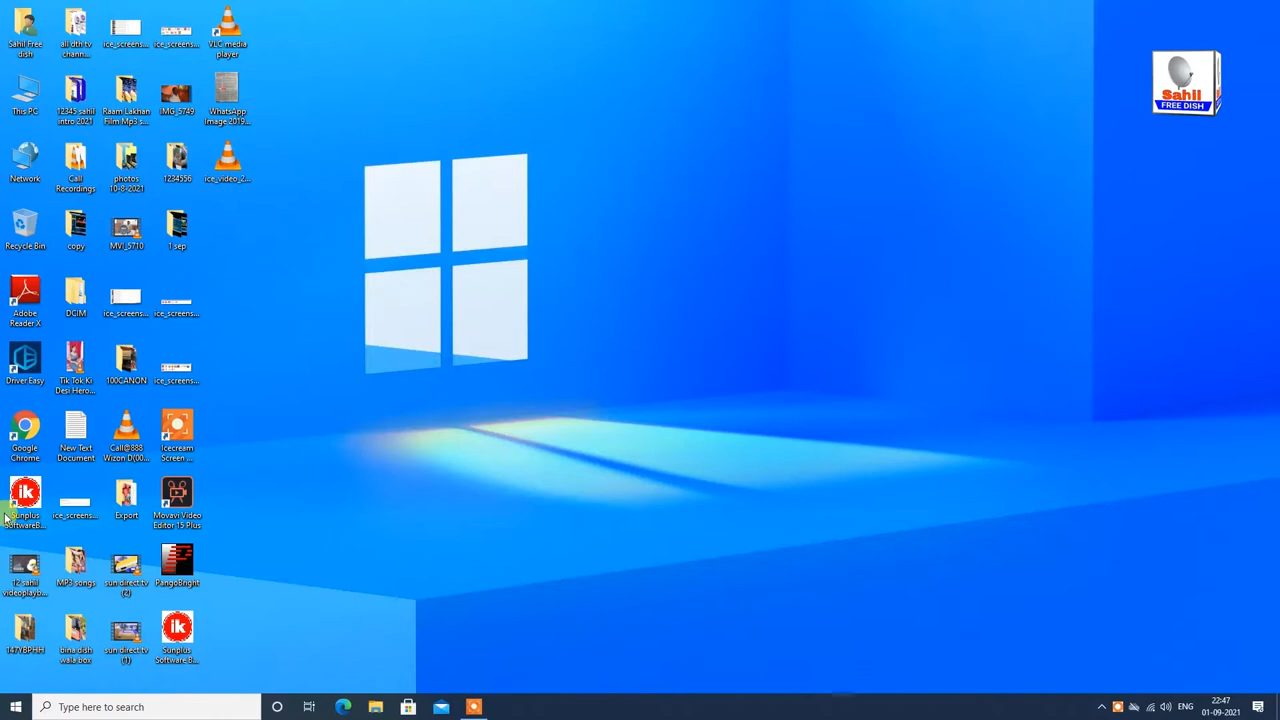 Sahil Free
dish
all dth tv
chann...
ice_screens...
ice_screens...
VLC media
player
This PC
12345 sahil
intro 2021
Raam Lakhan
Film Mp3 s...
IMG_5749
WhatsApp
Image 2019...
Network
Call
Recordings
photos
10-8-2021
1234556
ice_video_2...
Recycle Bin
copy
MVI_5710
1 sep
Adobe
Reader X
DCIM
ice_screens...
ice_screens...
Driver Easy
Tik Tok Ki
Desi Hero...
100CANON
ice_screens...
Google
Chrome
New Text
Document
Call@888
Wizon D(00...
Icecream
Screen ...
ik
Sunplus
SoftwareB...
ice_screens...
Export
Movavi Video
Editor 15 Plus
12 sahil
videoplayb...
MP3 songs
sun direct tv
(2)
PangoBright
147YBPHH
bina dish
wala box
sun direct tv
(1)
ik
Sunplus
Software B...
Sahil
FREE DISH
Type here to search
ENG
22:47
01-09-2021